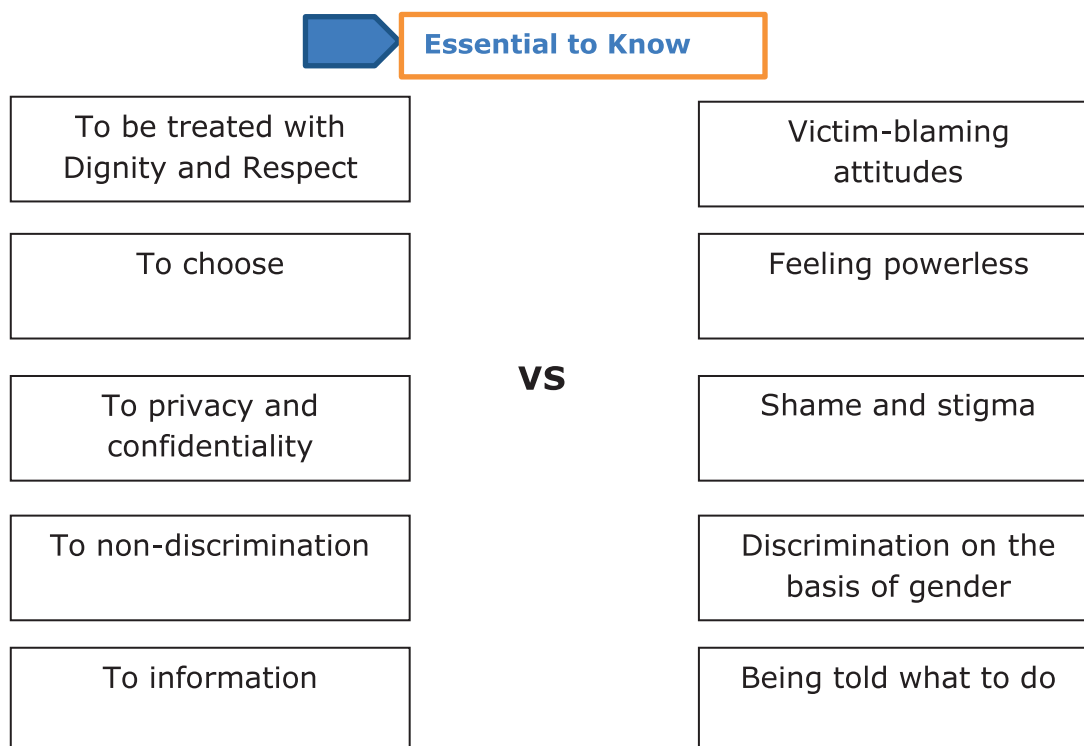 Essential to Know
To be treated with
Dignity and Respect
Victim-blaming
attitudes
To choose
Feeling powerless
vs
To privacy and
confidentiality
Shame and stigma
To non-discrimination
Discrimination on the
basis of gender
To information
Being told what to do